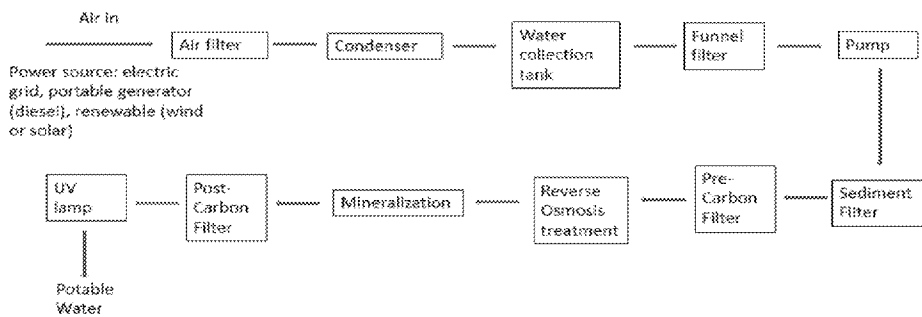 Air in
Air filter
Condenser
Water
collection
tank
Funnel
filter
Pump
Power source: electric
grid, portable generator
(diesel), renewable (wind
or solar)
UV
lamp
Post-
Carbon
Filter
Mineralization
Reverse
Osmosis
treatment
Pre-
Carbon
Filter
Sediment
Filter
Potable
Water